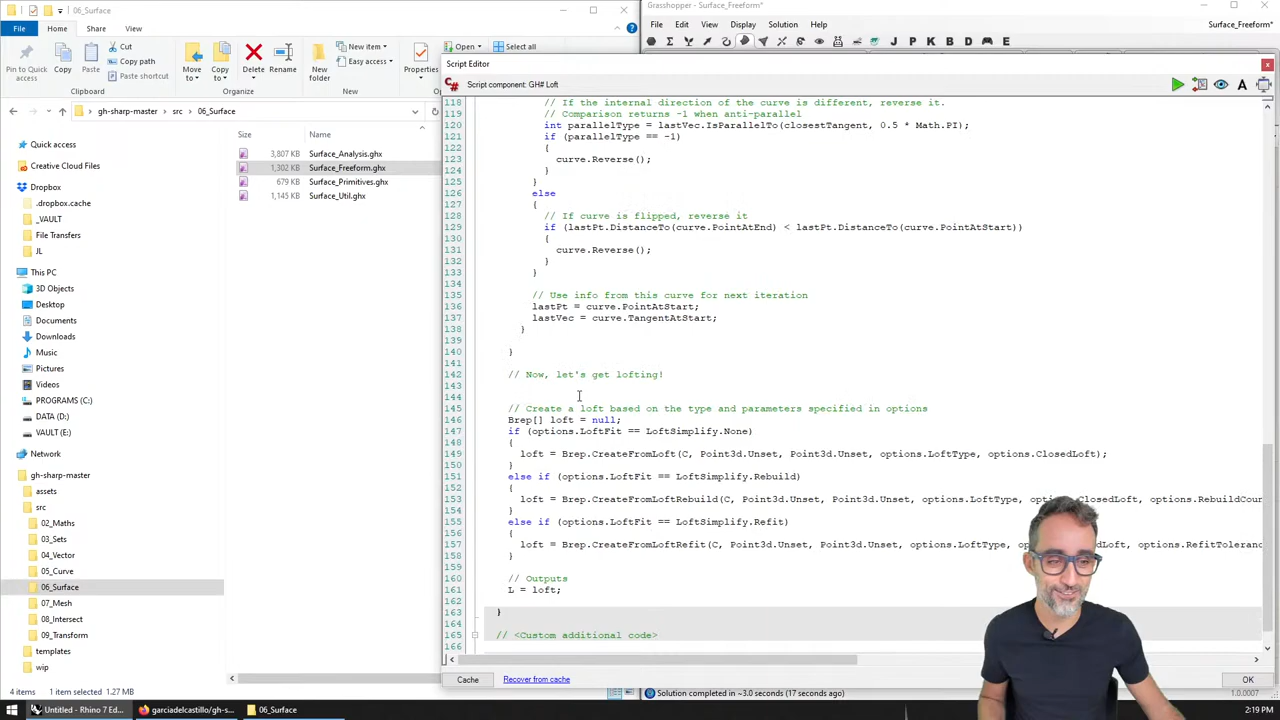 06_Surface
File
Home
Share
View
Pin to Quick access
Copy
Cut
Copy path
Paste shortcut
Clipboard
Move to
Copy to
Delete
Rename
Organize
New folder
New item
Easy access
New
Properties
Open
Select all
gh-sharp-master
src
06_Surface
Quick access
Creative Cloud Files
Dropbox
.dropbox.cache
_VAULT
File Transfers
JL
This PC
3D Objects
Desktop
Documents
Downloads
Music
Pictures
Videos
PROGRAMS (C:)
DATA (D:)
VAULT (E:)
Network
gh-sharp-master
assets
src
02_Maths
03_Sets
04_Vector
05_Curve
06_Surface
07_Mesh
08_Intersect
09_Transform
templates
wip
Size Name
3,807 KB Surface_Analysis.ghx
1,302 KB Surface_Freeform.ghx
679 KB Surface_Primitives.ghx
1,145 KB Surface_Util.ghx
4 items 1 item selected 1.27 MB
Grasshopper - Surface_Freeform*
File Edit View Display Solution Help
Surface_Freeform*
Script Editor
Script component: GH# Loft
118 // If the internal direction of the curve is different, reverse it.
119 // Comparison returns -1 when anti-parallel
120 int parallelType = lastVec.IsParallelTo(closestTangent, 0.5 * Math.PI);
121 if (parallelType == -1)
122 {
123 curve.Reverse();
124 }
125 }
126 else
127 {
128 // If curve is flipped, reverse it
129 if (lastPt.DistanceTo(curve.PointAtEnd) < lastPt.DistanceTo(curve.PointAtStart))
130 {
131 curve.Reverse();
132 }
133 }
134
135 // Use info from this curve for next iteration
136 lastPt = curve.PointAtStart;
137 lastVec = curve.TangentAtStart;
138 }
139
140 }
141
142 // Now, let's get lofting!
143
144
145 // Create a loft based on the type and parameters specified in options
146 Brep[] loft = null;
147 if (options.LoftFit == LoftSimplify.None)
148 {
149 loft = Brep.CreateFromLoft(C, Point3d.Unset, Point3d.Unset, options.LoftType, options.ClosedLoft);
150 }
151 else if (options.LoftFit == LoftSimplify.Rebuild)
152 {
153 loft = Brep.CreateFromLoftRebuild(C, Point3d.Unset, Point3d.Unset, options.LoftType, options.ClosedLoft, options.RebuildCoun
154 }
155 else if (options.LoftFit == LoftSimplify.Refit)
156 {
157 loft = Brep.CreateFromLoftRefit(C, Point3d.Unset, Point3d.Unset, options.LoftType, options.RefitToleranc
158 }
159
160 // Outputs
161 L = loft;
162
163 }
164
165 // <Custom additional code>
166
Cache
Recover from cache
OK
Solution completed in ~3.0 seconds (17 seconds ago)
1.0.0007
Untitled - Rhino 7 Ed...
garciadelcastillo/gh-s...
06_Surface
2:19 PM